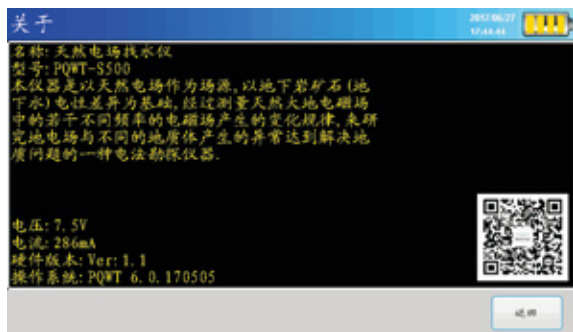 关于
2017/06/27
17:44:44
名称: 天然电场找水仪
型号: PQWT-S500
本仪器是以天然电场作为场源, 以地下岩矿石(地
下水)电性差异为基础, 经过测量天然大地电磁场
中的若干不同频率的电磁场产生的变化规律, 来研
究地电场与不同的地质体产生的异常达到解决地
质问题的一种电法勘探仪器.
电压: 7.5V
电流: 286mA
硬件版本: Ver: 1.1
操作系统: PQWT 6.0.170505
返回